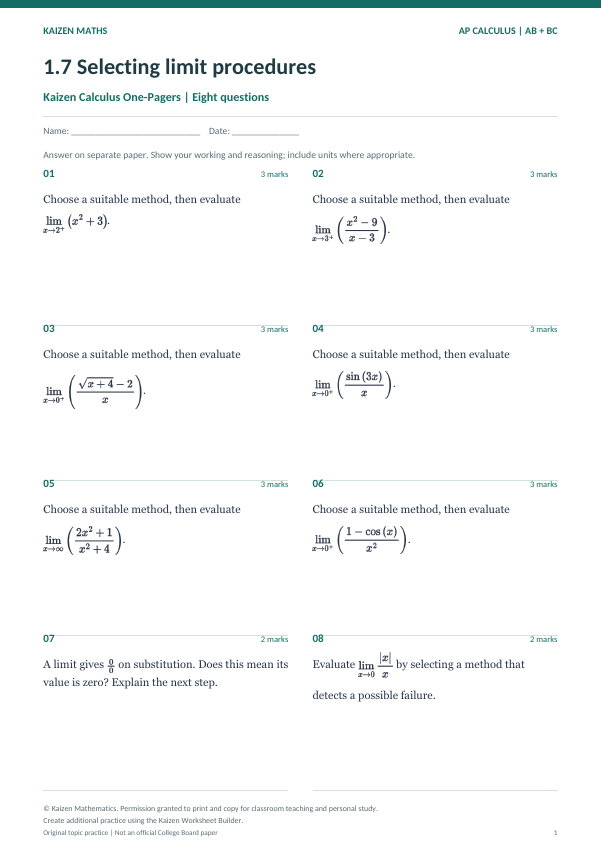 KAIZEN MATHS
AP CALCULUS | AB + BC
1.7 Selecting limit procedures
Kaizen Calculus One-Pagers | Eight questions
Name: ____________________________ Date: ______________
Answer on separate paper. Show your working and reasoning; include units where appropriate.
01 3 marks
Choose a suitable method, then evaluate
lim x→2⁺ (x² + 3).
02 3 marks
Choose a suitable method, then evaluate
lim x→3⁺ ((x² − 9)/(x − 3)).
03 3 marks
Choose a suitable method, then evaluate
lim x→0⁺ ((√(x + 4) − 2)/x).
04 3 marks
Choose a suitable method, then evaluate
lim x→0⁺ (sin (3x)/x).
05 3 marks
Choose a suitable method, then evaluate
lim x→∞ ((2x² + 1)/(x² + 4)).
06 3 marks
Choose a suitable method, then evaluate
lim x→0⁺ ((1 − cos (x))/x²).
07 2 marks
A limit gives 0/0 on substitution. Does this mean its
value is zero? Explain the next step.
08 2 marks
Evaluate lim x→0 |x|/x by selecting a method that
detects a possible failure.
© Kaizen Mathematics. Permission granted to print and copy for classroom teaching and personal study.
Create additional practice using the Kaizen Worksheet Builder.
Original topic practice | Not an official College Board paper
1